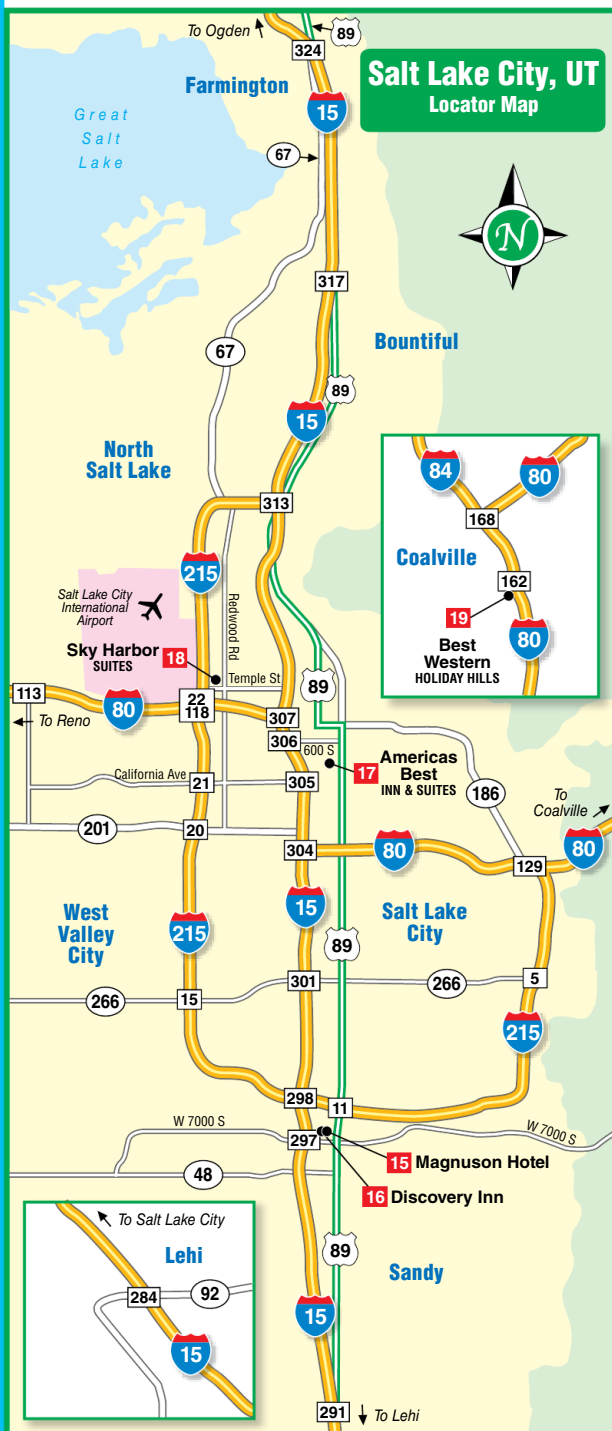 To Ogden
89
324
Salt Lake City, UT
Locator Map
Farmington
15
Great
Salt
Lake
67
N
317
Bountiful
67
89
15
North
Salt Lake
84
80
313
168
Coalville
215
162
Salt Lake City
International
Airport
Redwood Rd
19
80
Best
Western
HOLIDAY HILLS
Sky Harbor
SUITES
18
Temple St
89
113
22
118
80
To Reno
307
306
600 S
17
Americas
Best
INN & SUITES
California Ave
21
305
186
To
Coalville
201
20
304
80
129
80
West
Valley
City
15
Salt Lake
City
215
89
301
266
5
266
15
215
298
11
W 7000 S
297
W 7000 S
15 Magnuson Hotel
48
16 Discovery Inn
To Salt Lake City
Lehi
89
Sandy
284
92
15
15
291
To Lehi